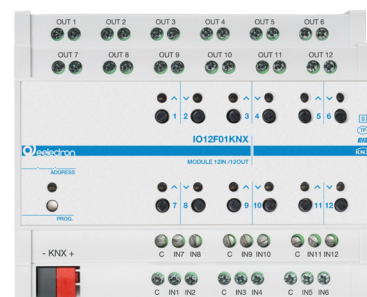 OUT 1 OUT 2 OUT 3 OUT 4 OUT 5 OUT 6
OUT 7 OUT 8 OUT 9 OUT 10 OUT 11 OUT 12
1 2 3 4 5 6
S
TP
IO12F01KNX
eelectron
KNX
MODULE 12IN /12OUT
ADDRESS
7 8 9 10 11 12
PROG.
- KNX +
C IN7 IN8 C IN9 IN10 C IN11 IN12
C IN1 IN2 C IN3 IN4 C IN5 IN6